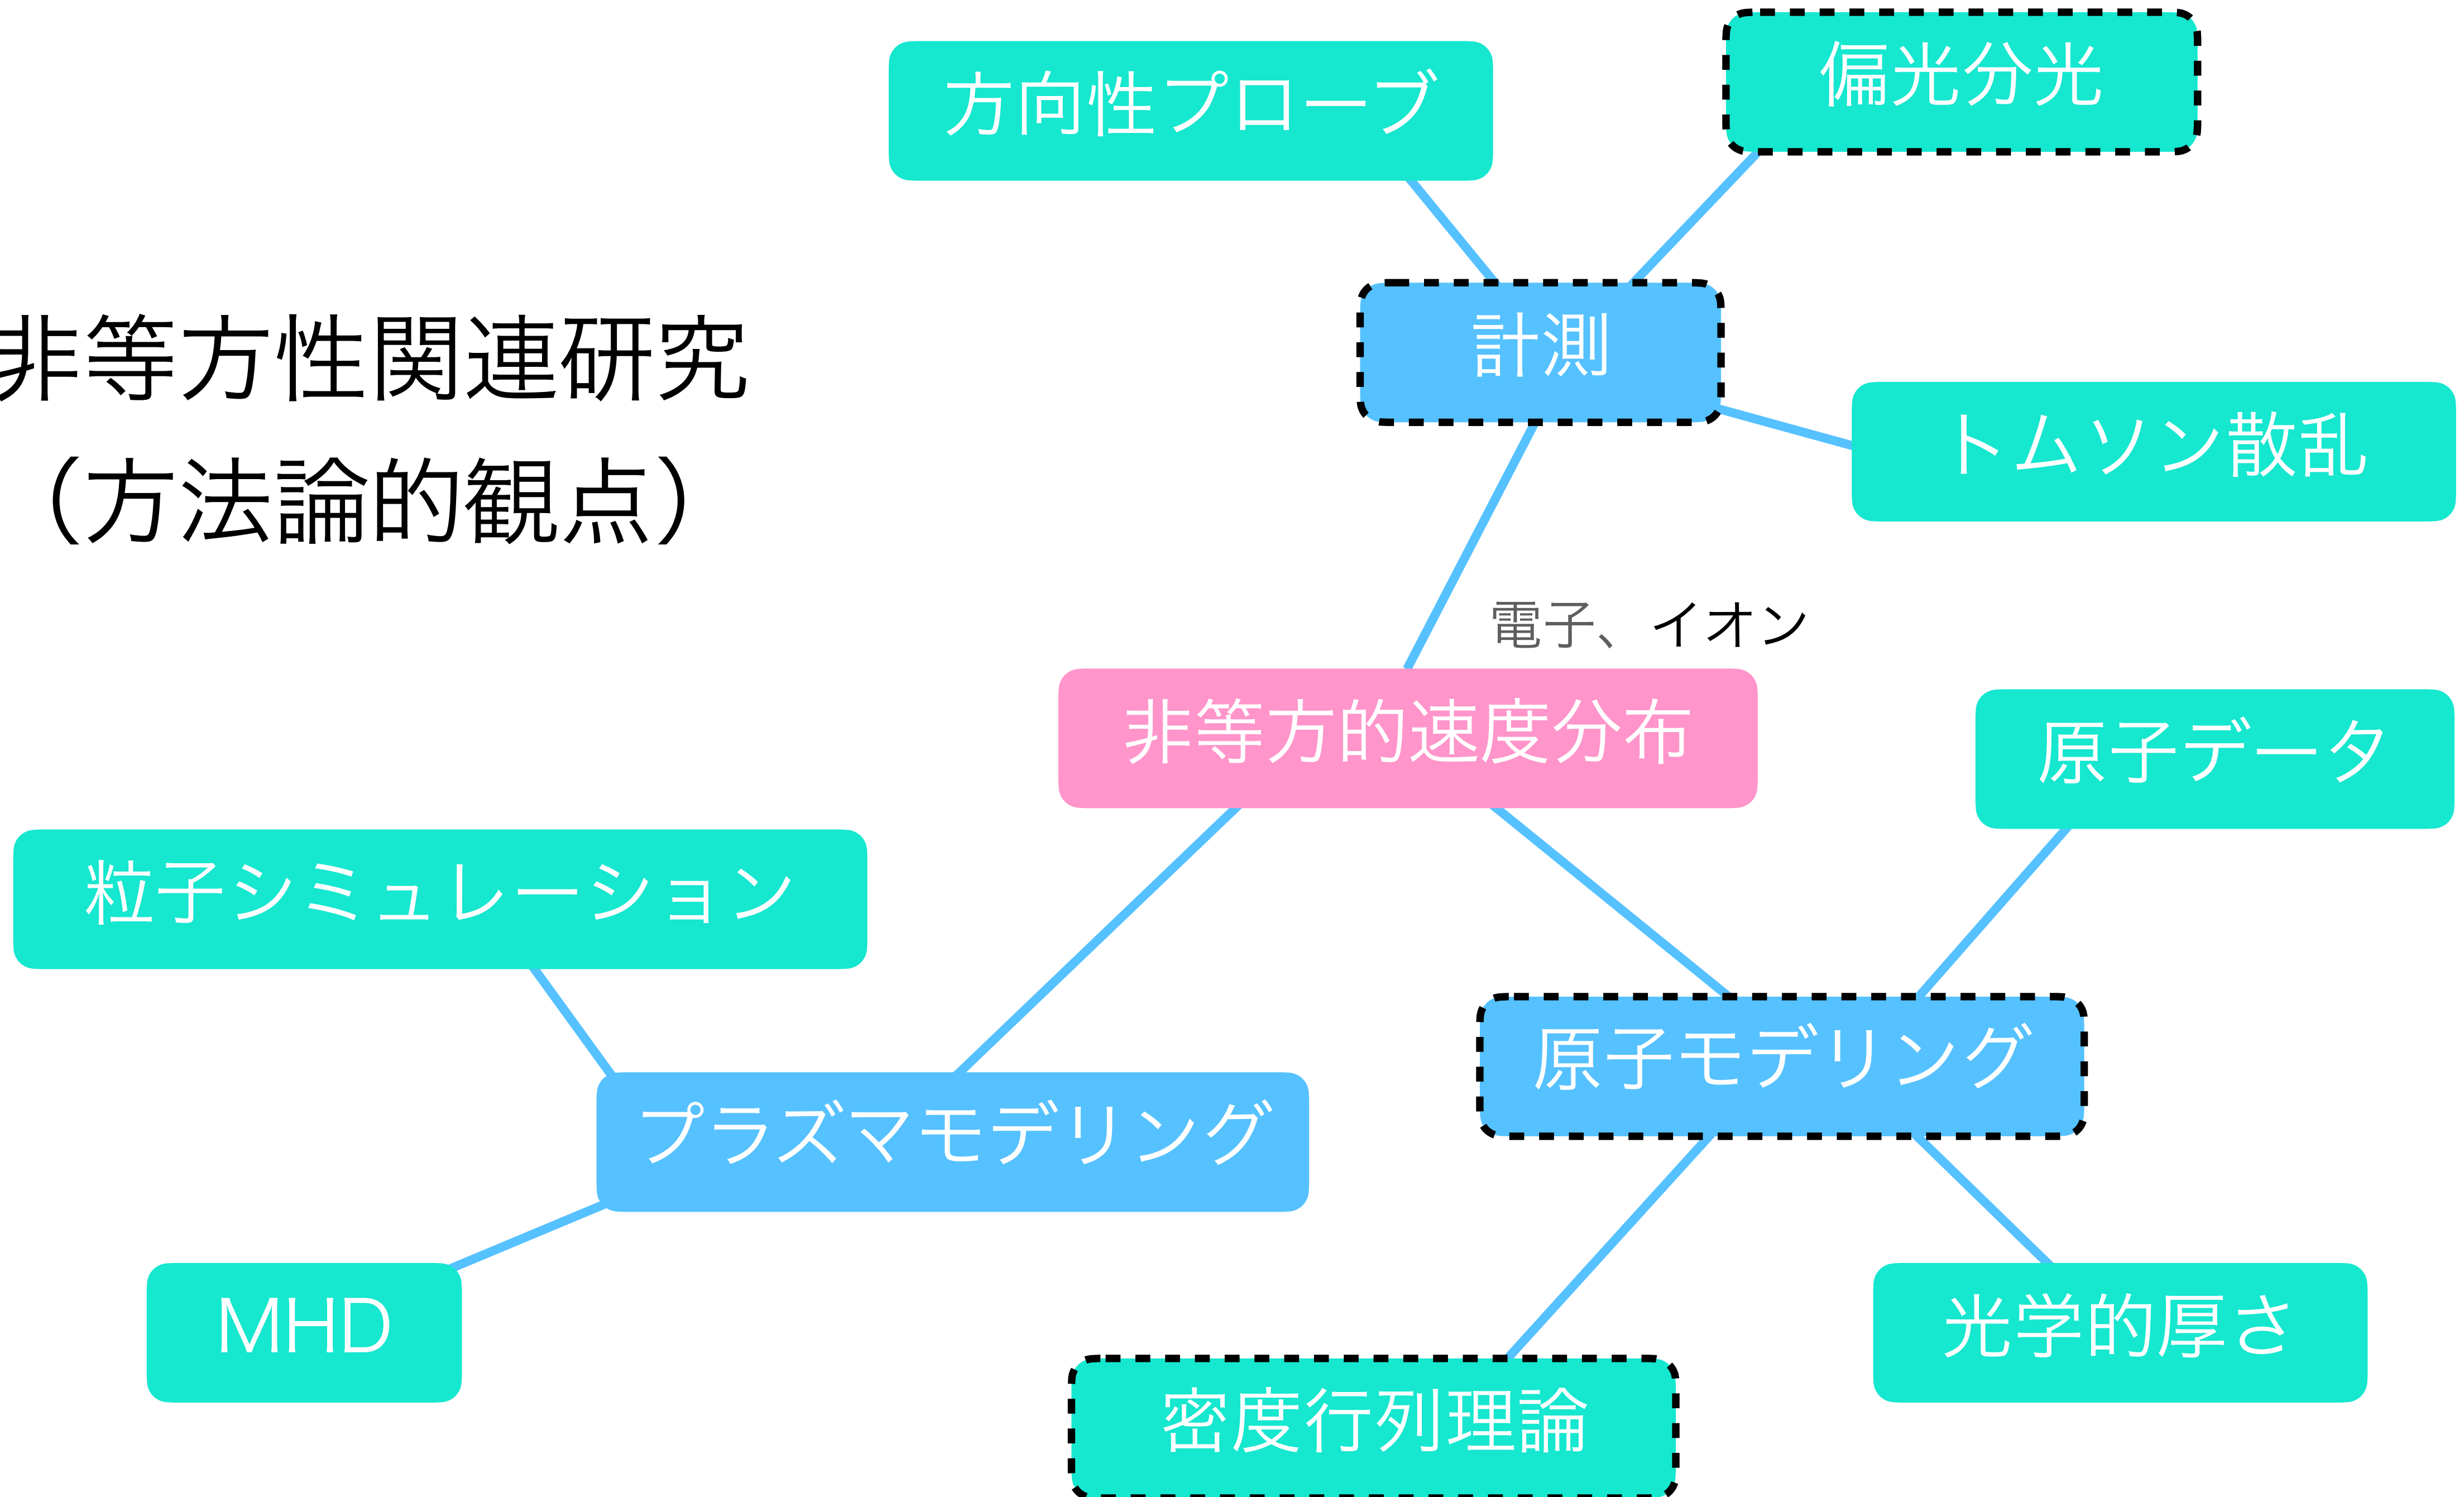 方向性プローブ
偏光分光
非等方性関連研究
（方法論的観点）
計測
トムソン散乱
電子、イオン
非等方的速度分布
原子データ
粒子シミュレーション
原子モデリング
プラズマモデリング
MHD
光学的厚さ
密度行列理論